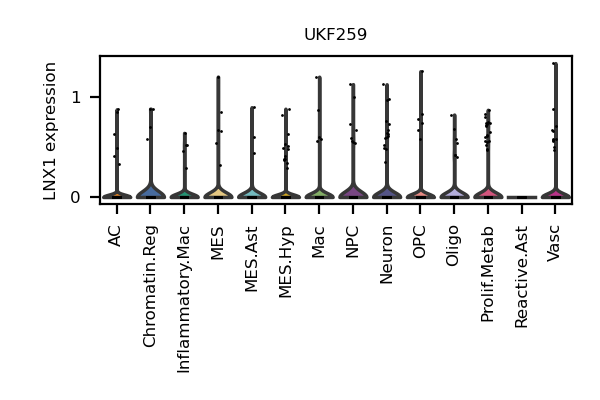 UKF259
LNX1 expression
1
0
AC
Chromatin.Reg
Inflammatory.Mac
MES
MES.Ast
MES.Hyp
Mac
NPC
Neuron
OPC
Oligo
Prolif.Metab
Reactive.Ast
Vasc